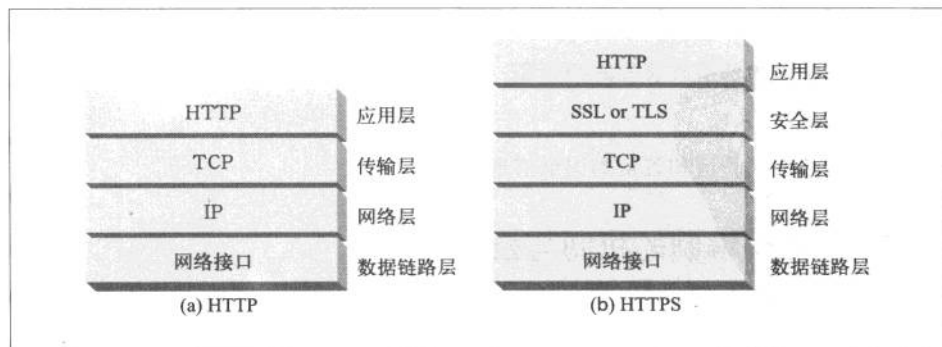 HTTP
应用层
TCP
传输层
IP
网络层
网络接口
数据链路层
(a) HTTP
HTTP
应用层
SSL or TLS
安全层
TCP
传输层
IP
网络层
网络接口
数据链路层
(b) HTTPS